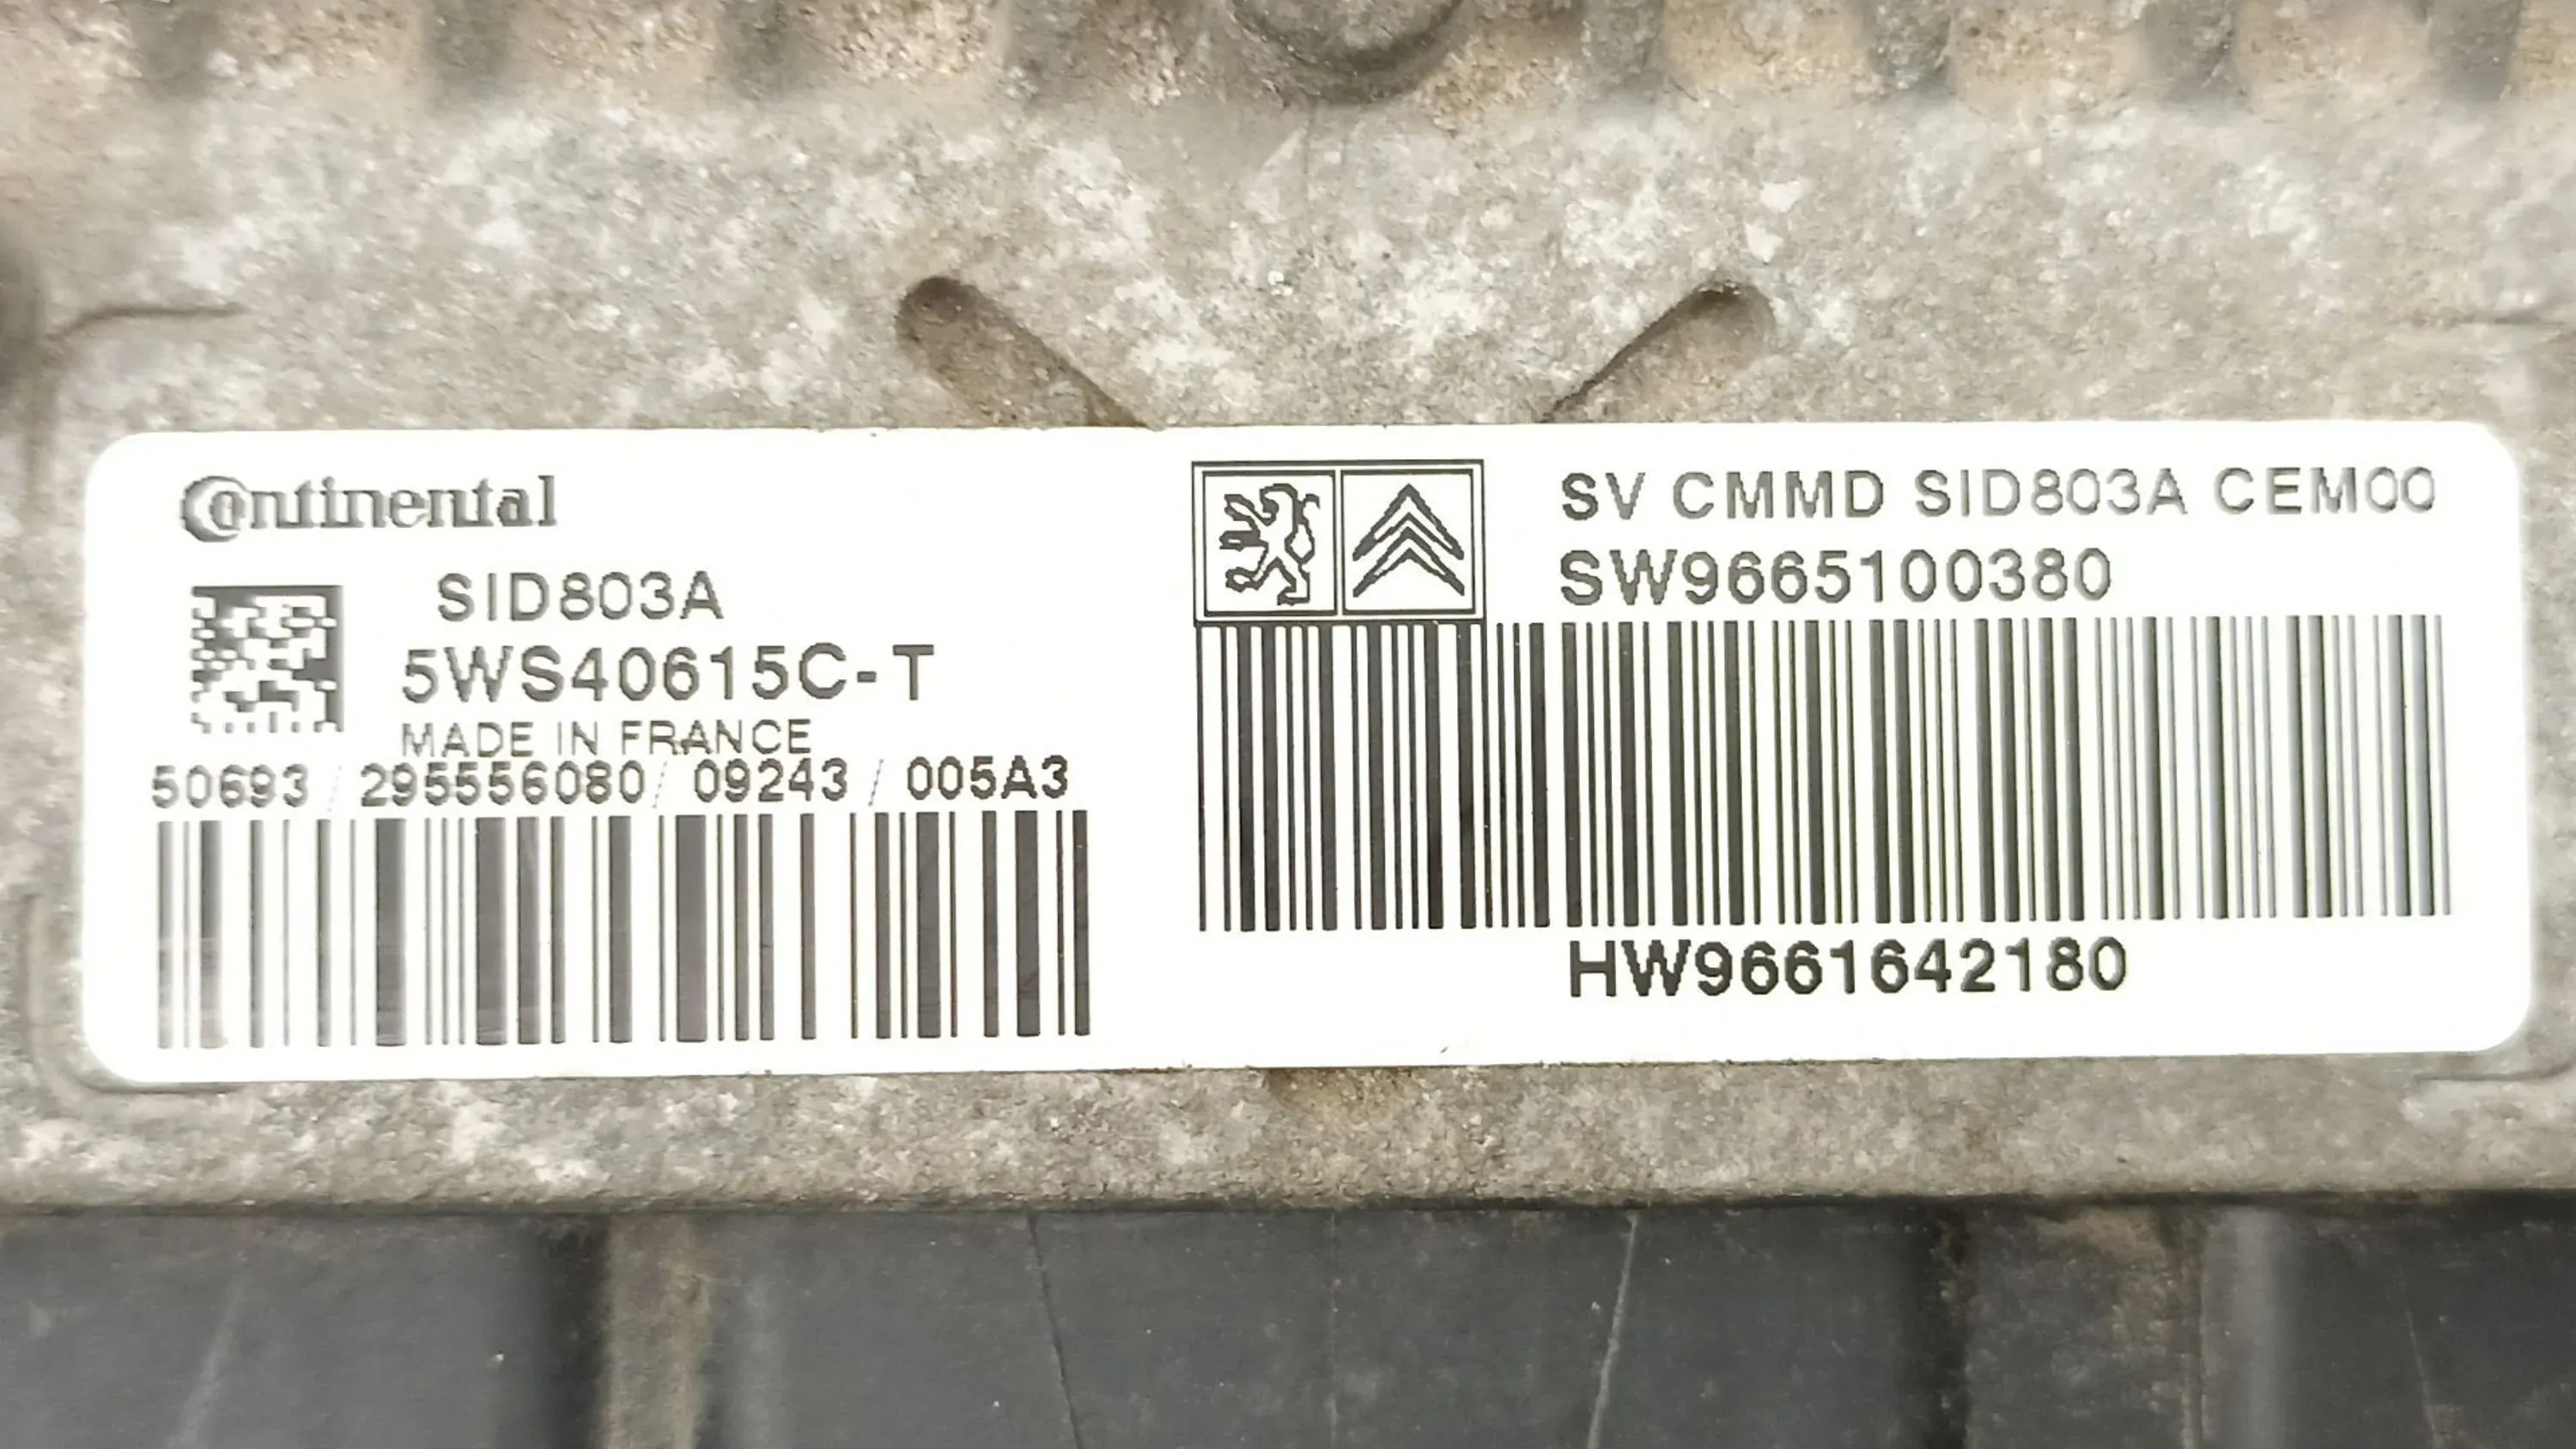 Continental
SID803A
5WS40615C-T
MADE IN FRANCE
50693 / 295556080 / 09243 / 005A3
SV CMMD SID803A CEM00
SW9665100380
HW9661642180